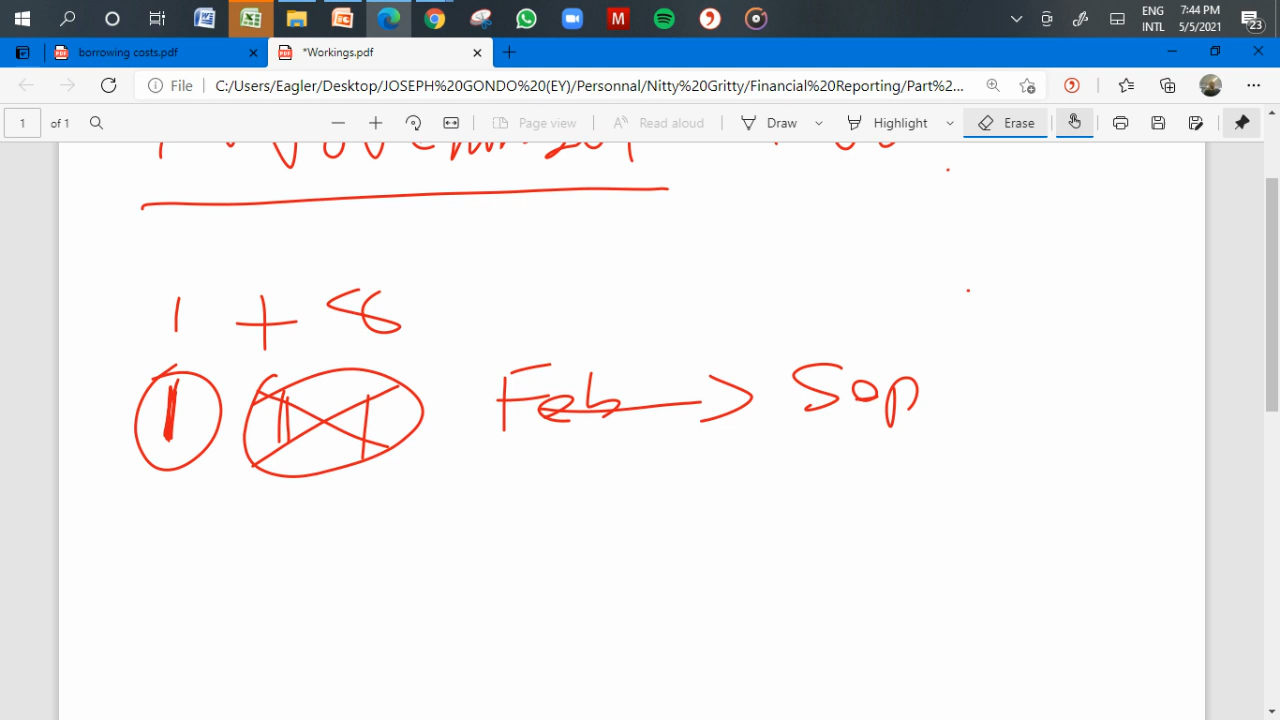 7:44 PM
ENG
INTL
5/5/2021
23
borrowing costs.pdf
*Workings.pdf
File
C:/Users/Eagler/Desktop/JOSEPH%20GONDO%20(EY)/Personnal/Nitty%20Gritty/Financial%20Reporting/Part%2...
1
of 1
Page view
Read aloud
Draw
Highlight
Erase
1 + 8
1
Feb > Sep